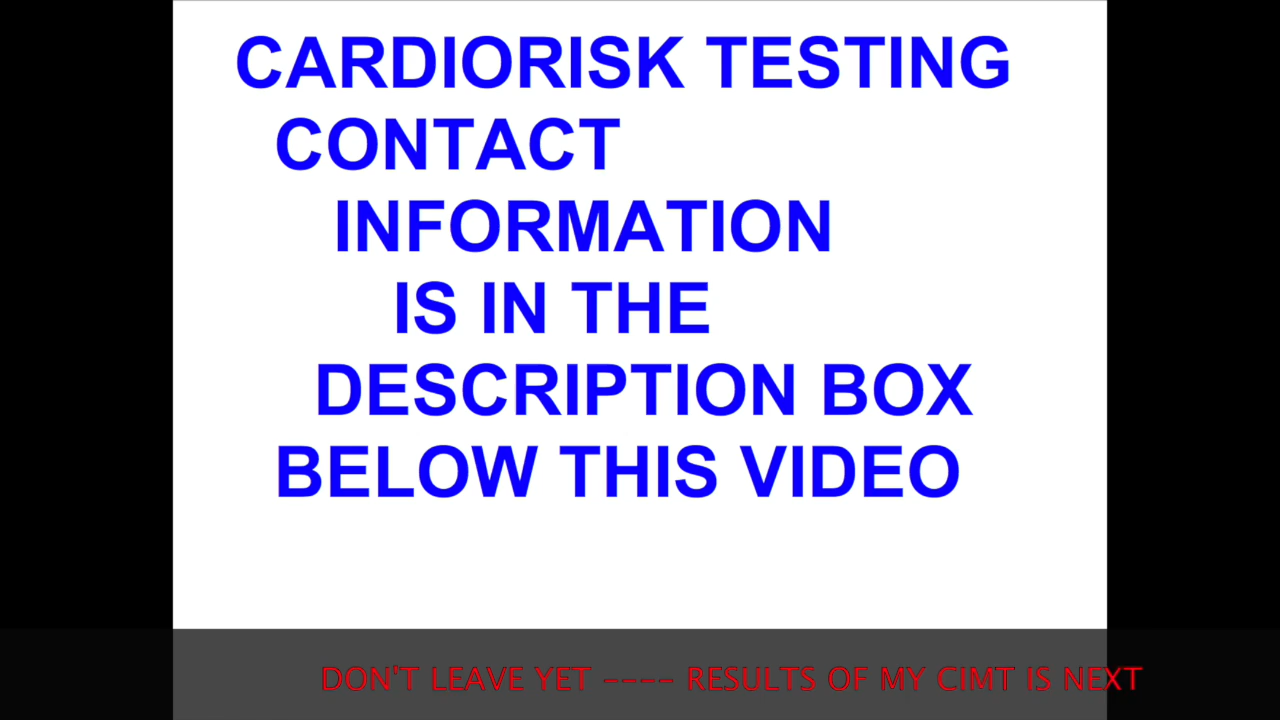 CARDIORISK TESTING
CONTACT
INFORMATION
IS IN THE
DESCRIPTION BOX
BELOW THIS VIDEO
DON'T LEAVE YET ---- RESULTS OF MY CIMT IS NEXT